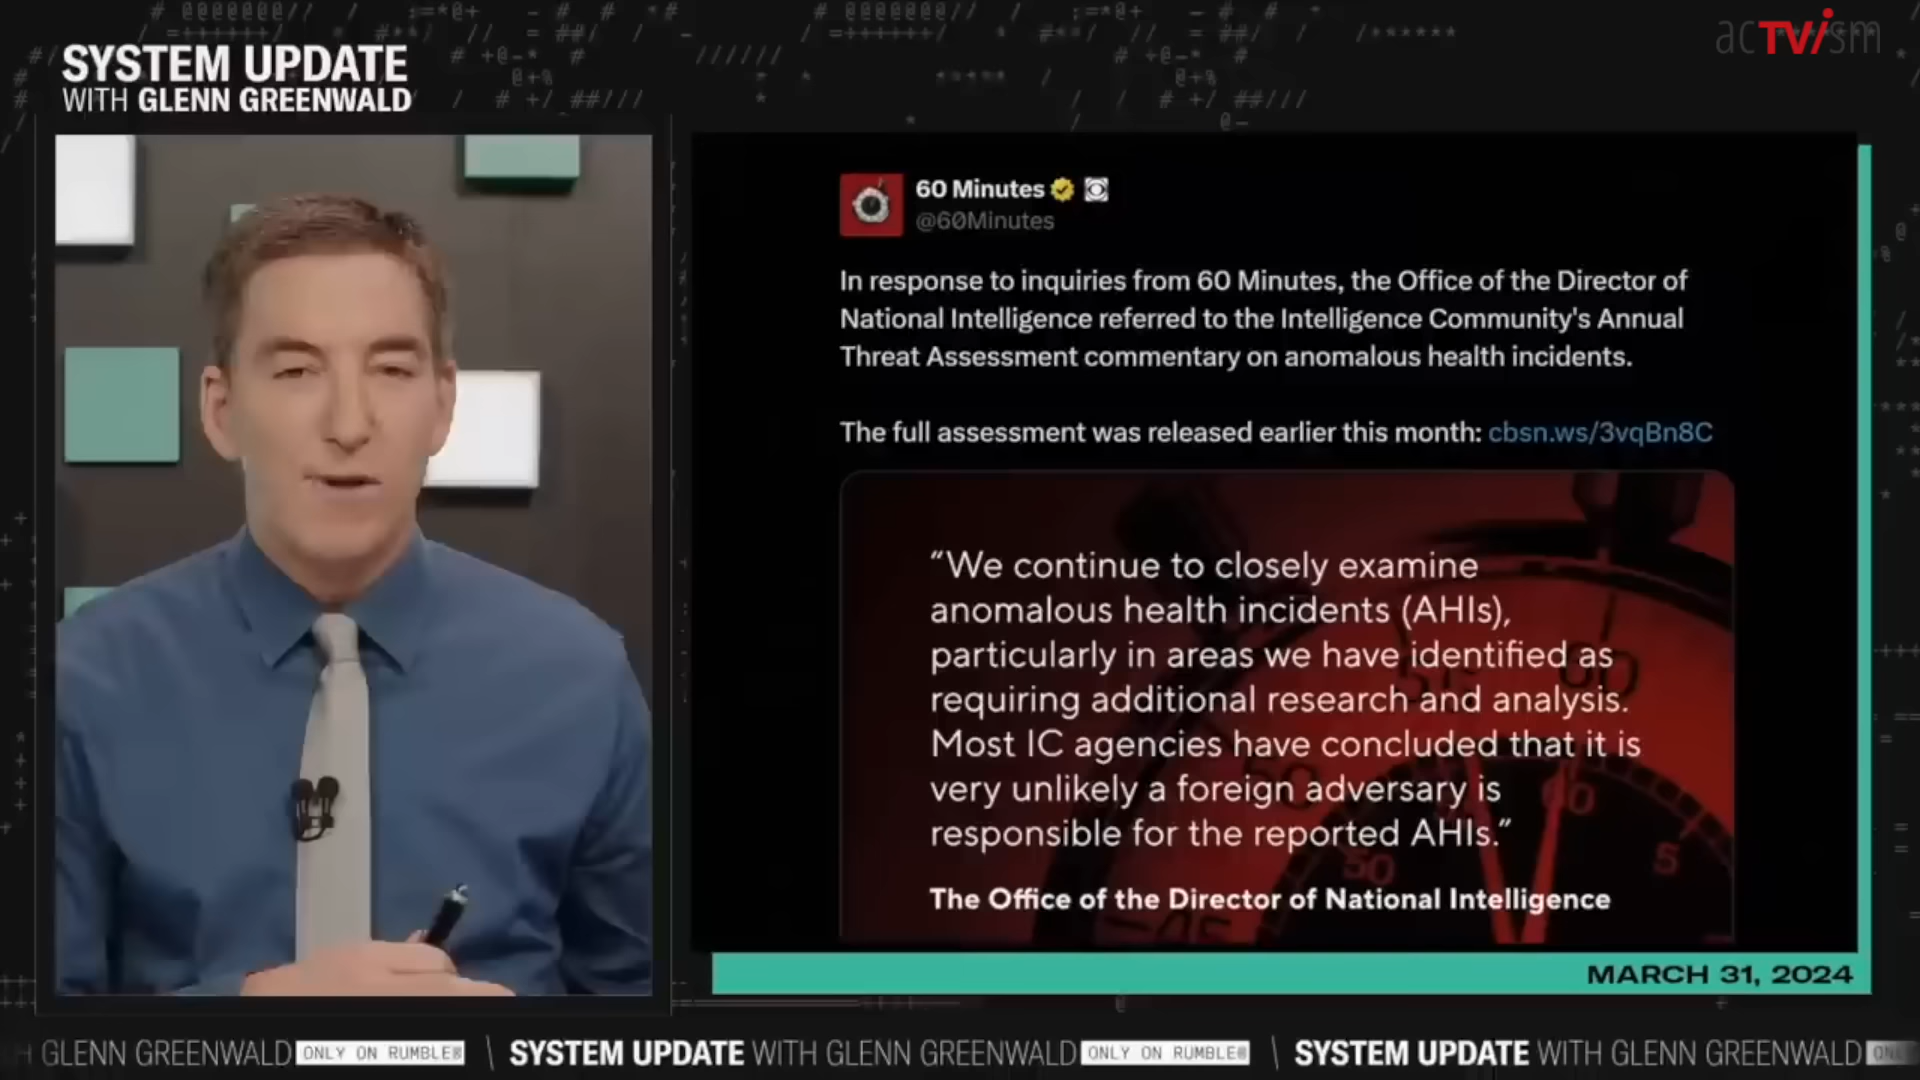 acTVism
SYSTEM UPDATE
WITH GLENN GREENWALD
60 Minutes
@60Minutes
In response to inquiries from 60 Minutes, the Office of the Director of
National Intelligence referred to the Intelligence Community's Annual
Threat Assessment commentary on anomalous health incidents.
The full assessment was released earlier this month: cbsn.ws/3vqBn8C
“We continue to closely examine
anomalous health incidents (AHIs),
particularly in areas we have identified as
requiring additional research and analysis.
Most IC agencies have concluded that it is
very unlikely a foreign adversary is
responsible for the reported AHIs.”
The Office of the Director of National Intelligence
MARCH 31, 2024
GLENN GREENWALD ONLY ON RUMBLE \ SYSTEM UPDATE WITH GLENN GREENWALD ONLY ON RUMBLE \ SYSTEM UPDATE WITH GLENN GREENWALD